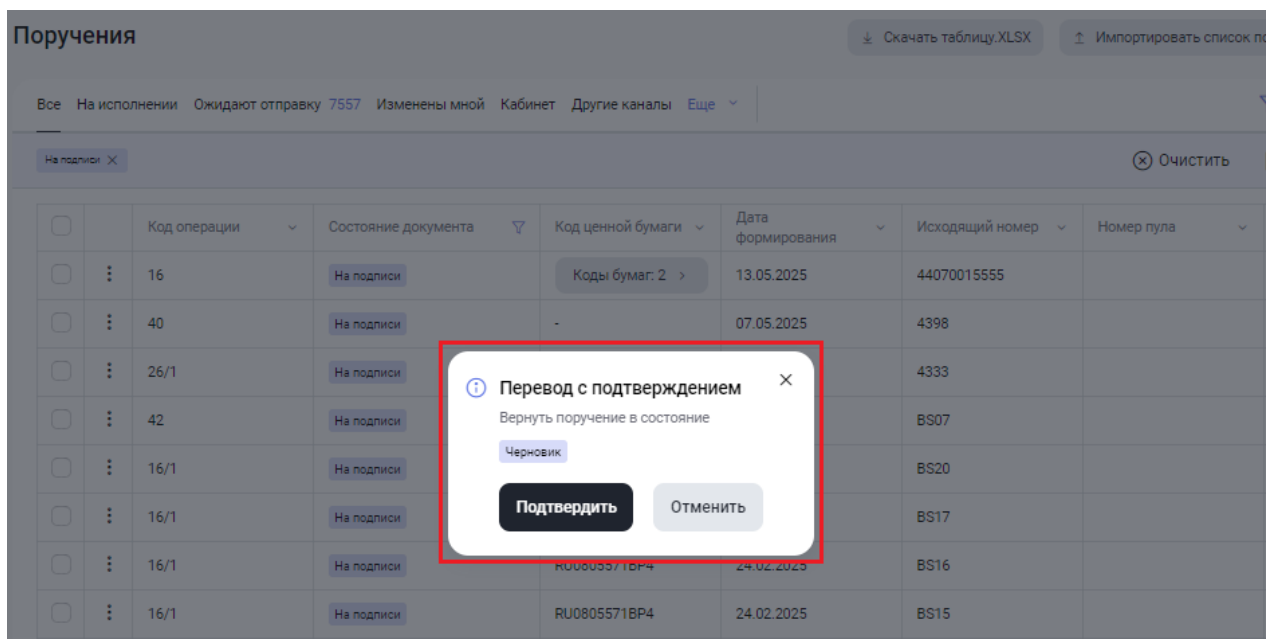 Поручения
Скачать таблицу.XLSX
Импортировать список по
Все На исполнении Ожидают отправку 7557 Изменены мной Кабинет Другие каналы Еще
На подписи
Очистить
Код операции Состояние документа Код ценной бумаги Дата формирования Исходящий номер Номер пула
16 На подписи Коды бумаг: 2 13.05.2025 44070015555
40 На подписи - 07.05.2025 4398
26/1 На подписи 4333
42 На подписи BS07
16/1 На подписи BS20
16/1 На подписи BS17
16/1 На подписи RU0805571BP4 24.02.2025 BS16
16/1 На подписи RU0805571BP4 24.02.2025 BS15
Перевод с подтверждением
Вернуть поручение в состояние
Черновик
Подтвердить Отменить